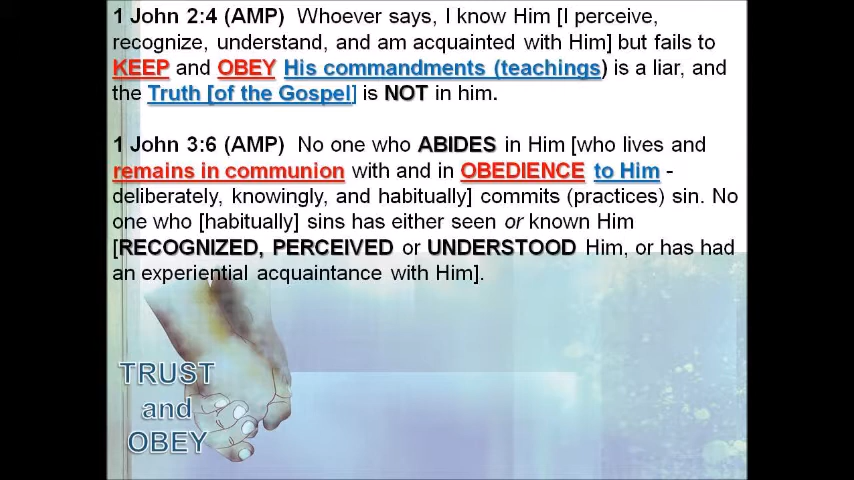 1 John 2:4 (AMP)  Whoever says, I know Him [I perceive,
recognize, understand, and am acquainted with Him] but fails to
KEEP and OBEY His commandments (teachings) is a liar, and
the Truth [of the Gospel] is NOT in him.
1 John 3:6 (AMP)  No one who ABIDES in Him [who lives and
remains in communion with and in OBEDIENCE to Him -
deliberately, knowingly, and habitually] commits (practices) sin. No
one who [habitually] sins has either seen or known Him
[RECOGNIZED, PERCEIVED or UNDERSTOOD Him, or has had
an experiential acquaintance with Him].
TRUST
and
OBEY